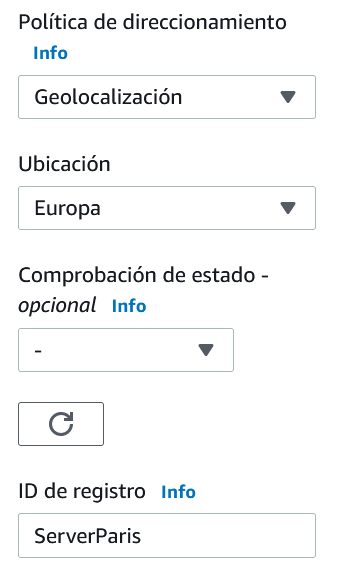 Política de direccionamiento
Info
Geolocalización
Ubicación
Europa
Comprobación de estado -
opcional Info
-
ID de registro Info
ServerParis